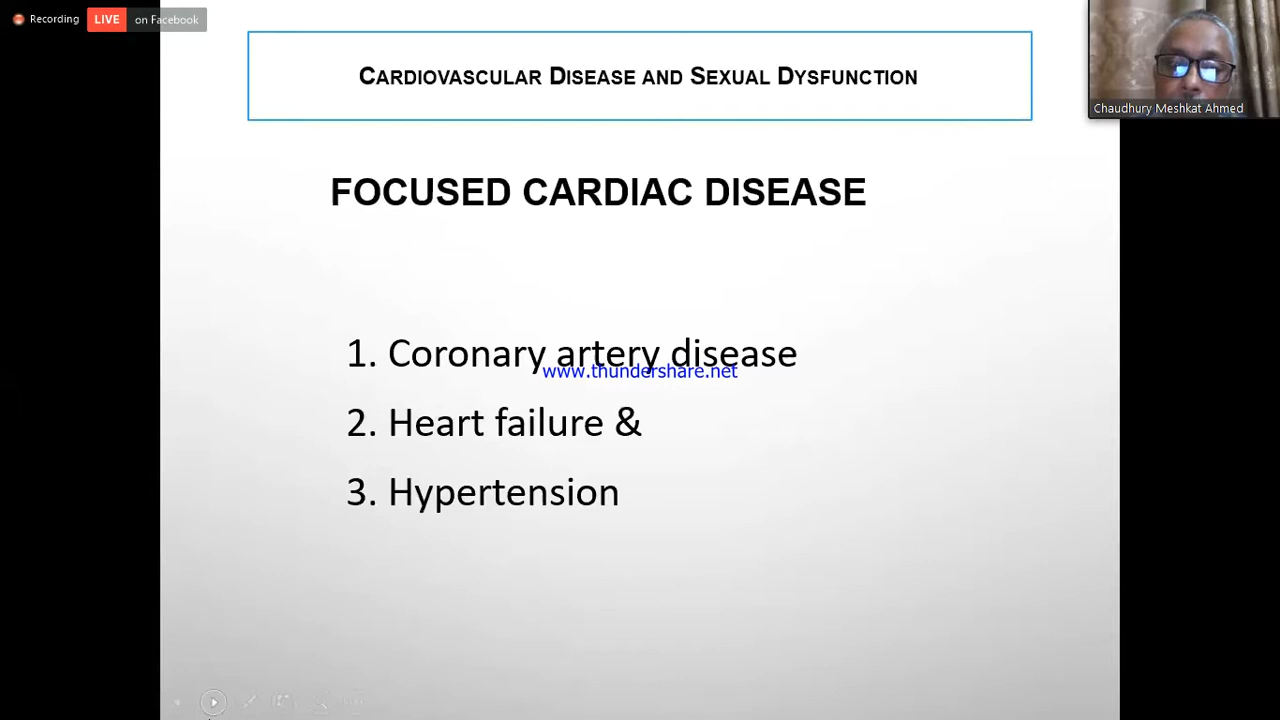 Recording LIVE on Facebook
CARDIOVASCULAR DISEASE AND SEXUAL DYSFUNCTION
Chaudhury Meshkat Ahmed
FOCUSED CARDIAC DISEASE
1. Coronary artery disease
www.thundershare.net
2. Heart failure &
3. Hypertension